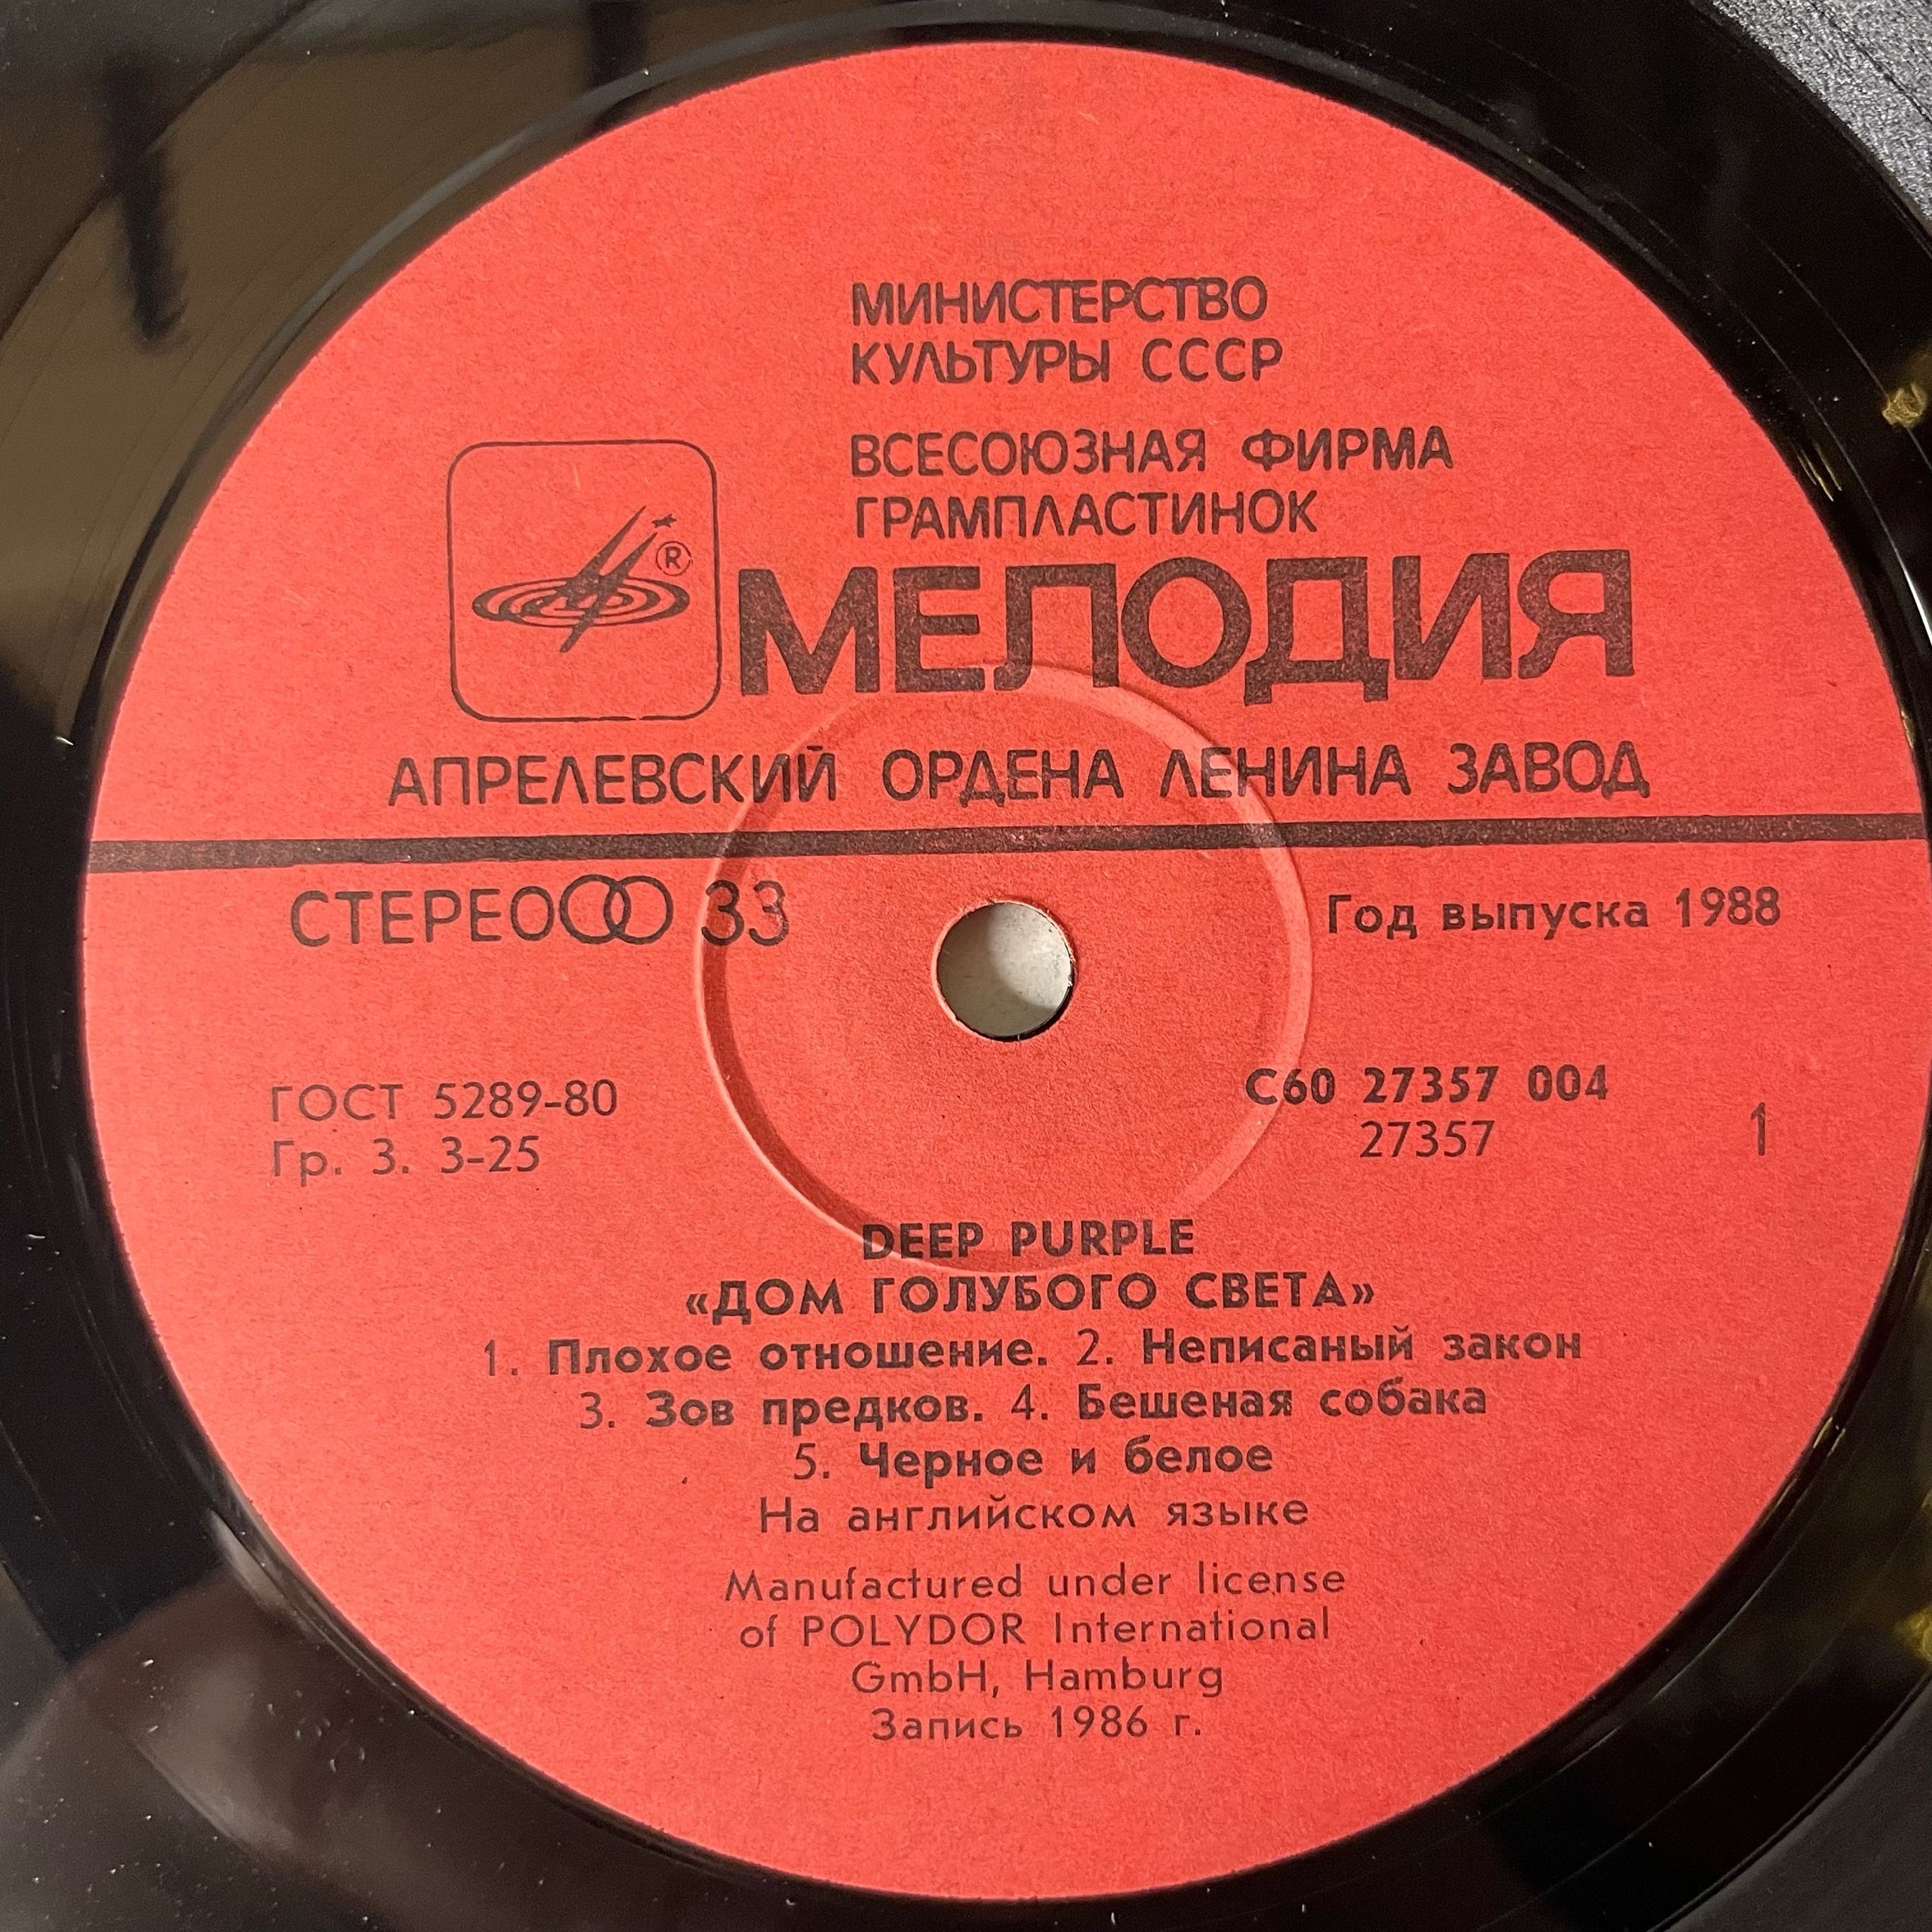 МИНИСТЕРСТВО
КУЛЬТУРЫ СССР
ВСЕСОЮЗНАЯ ФИРМА
ГРАМПЛАСТИНОК
®
МЕЛОДИЯ
АПРЕЛЕВСКИЙ ОРДЕНА ЛЕНИНА ЗАВОД
СТЕРЕО 33
Год выпуска 1988
ГОСТ 5289-80
Гр. 3. 3-25
С60 27357 004
27357
1
DEEP PURPLE
«ДОМ ГОЛУБОГО СВЕТА»
1. Плохое отношение. 2. Неписаный закон
3. Зов предков. 4. Бешеная собака
5. Черное и белое
На английском языке
Manufactured under license
of POLYDOR International
GmbH, Hamburg
Запись 1986 г.